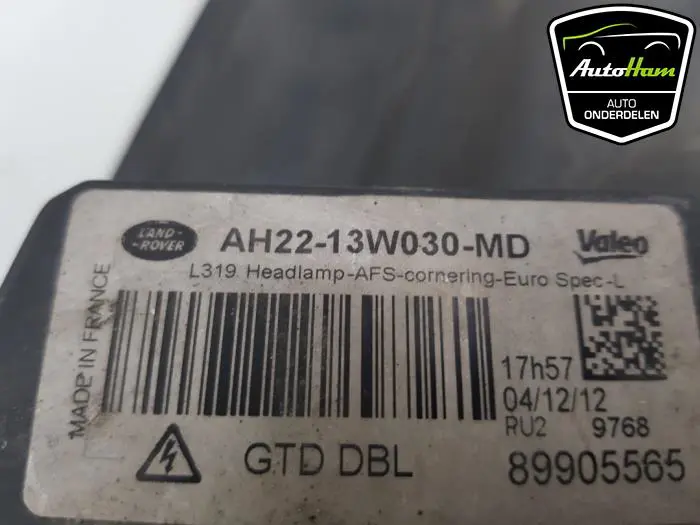 AutoHam
AUTO
ONDERDELEN
LAND-
-ROVER
AH22-13W030-MD
Valeo
L319 Headlamp-AFS-cornering-Euro Spec-L
MADE IN FRANCE
17h57
04/12/12
RU2 9768
GTD DBL
89905565